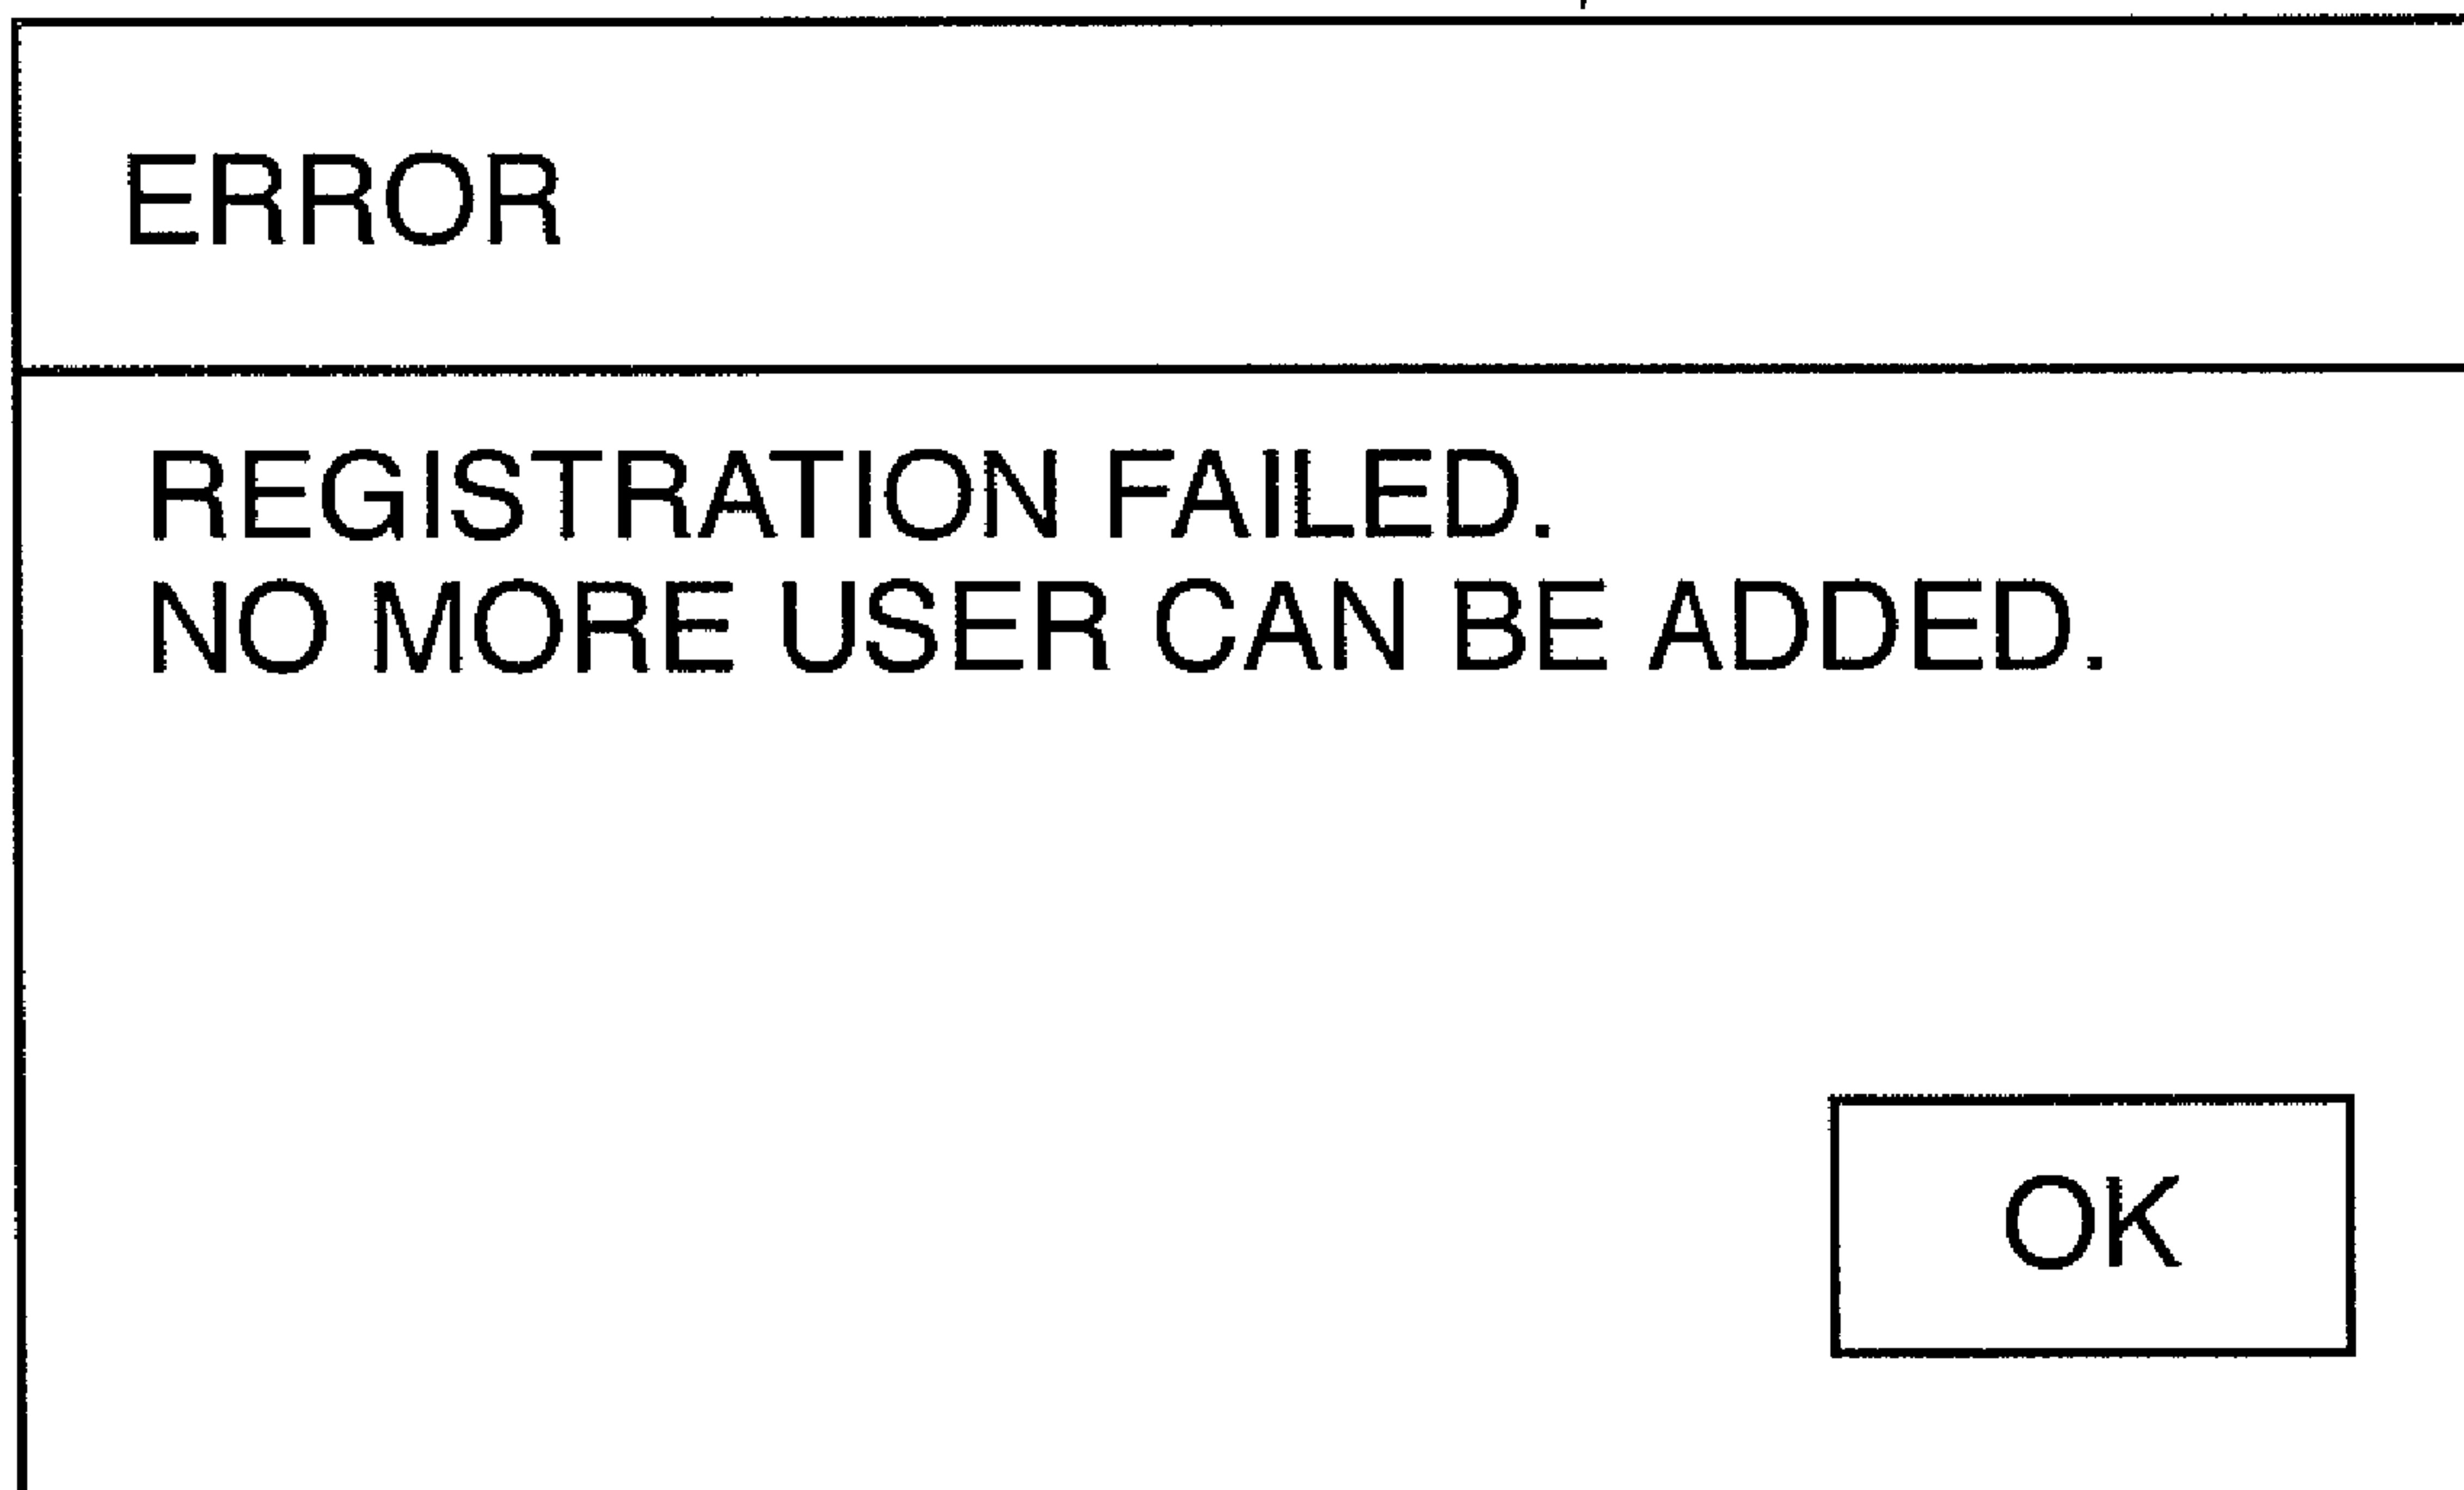 ERROR
REGISTRATION FAILED.
NO MORE USER CAN BE ADDED.
OK